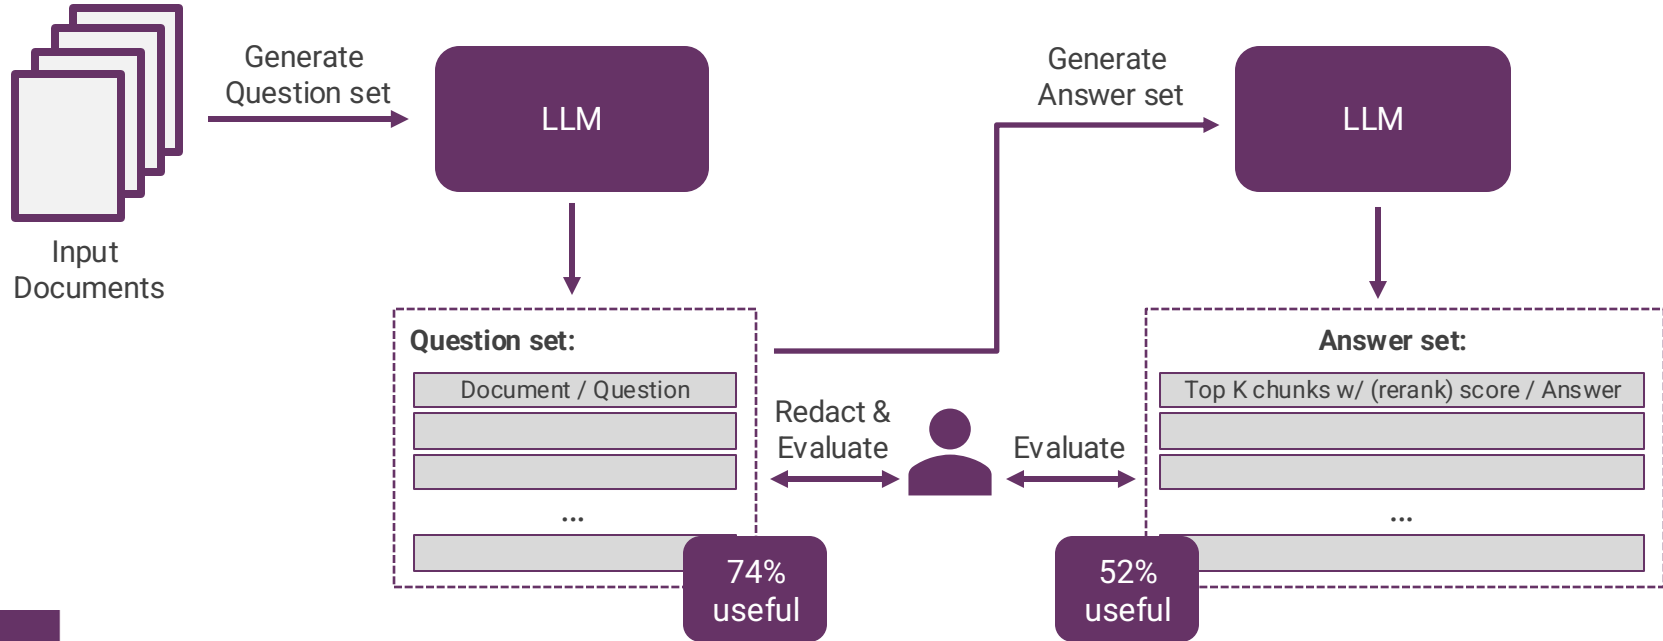 Generate
Question set
LLM
Generate
Answer set
LLM
Input
Documents
Question set:
Document / Question
...
74%
useful
Redact &
Evaluate
Evaluate
Answer set:
Top K chunks w/ (rerank) score / Answer
...
52%
useful